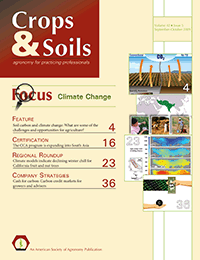 Crops
& Soils
agronomy for practicing professionals
Focus Climate Change
FEATURE
Soil carbon and climate change: What are some of the
challenges and opportunities for agriculture? 4
CERTIFICATION
The CCA program is expanding into South Asia 16
REGIONAL ROUNDUP
Climate models indicate declining winter chill for
California fruit and nut trees 23
COMPANY STRATEGIES
Cash for carbon: Carbon credit markets for
growers and advisers 36
4
16
23
36
An American Society of Agronomy Publication